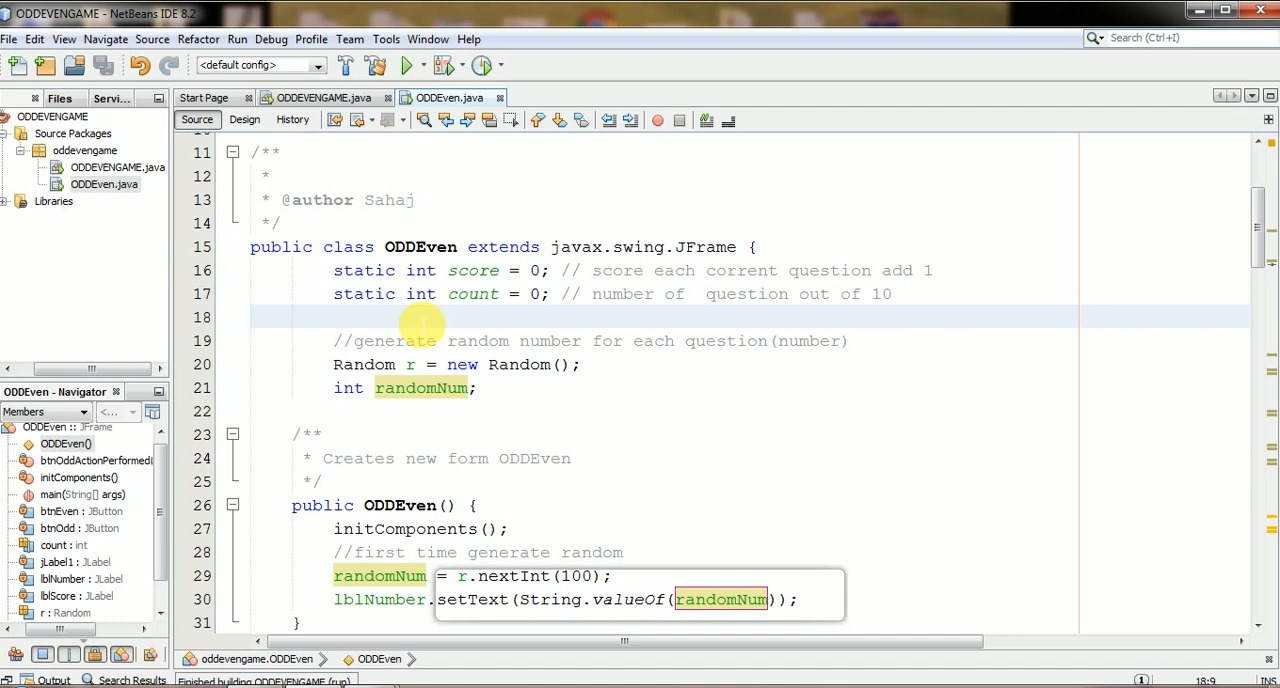 ODDEVENGAME - NetBeans IDE 8.2
File Edit View Navigate Source Refactor Run Debug Profile Team Tools Window Help
Search (Ctrl+I)
<default config>
Files Servi...
Start Page ODDEVENGAME.java ODDEven.java
Source Design History
ODDEVENGAME
Source Packages
oddevengame
ODDEVENGAME.java
ODDEven.java
Libraries
11 /**
12 *
13 * @author Sahaj
14 */
15 public class ODDEven extends javax.swing.JFrame {
16 static int score = 0; // score each corrent question add 1
17 static int count = 0; // number of  question out of 10
18
19 //generate random number for each question(number)
20 Random r = new Random();
21 int randomNum;
22
23 /**
24 * Creates new form ODDEven
25 */
26 public ODDEven() {
27 initComponents();
28 //first time generate random
29 randomNum = r.nextInt(100);
30 lblNumber.setText(String.valueOf(randomNum));
31 }
ODDEven - Navigator
Members <...
ODDEven :: JFrame
ODDEven()
btnOddActionPerformed(
initComponents()
main(String[] args)
btnEven : JButton
btnOdd : JButton
count : int
jLabel1 : JLabel
lblNumber : JLabel
lblScore : JLabel
r : Random
oddevengame.ODDEven ODDEven
Output Search Results Finished building ODDEVENGAME (run)
1 18:9 INS